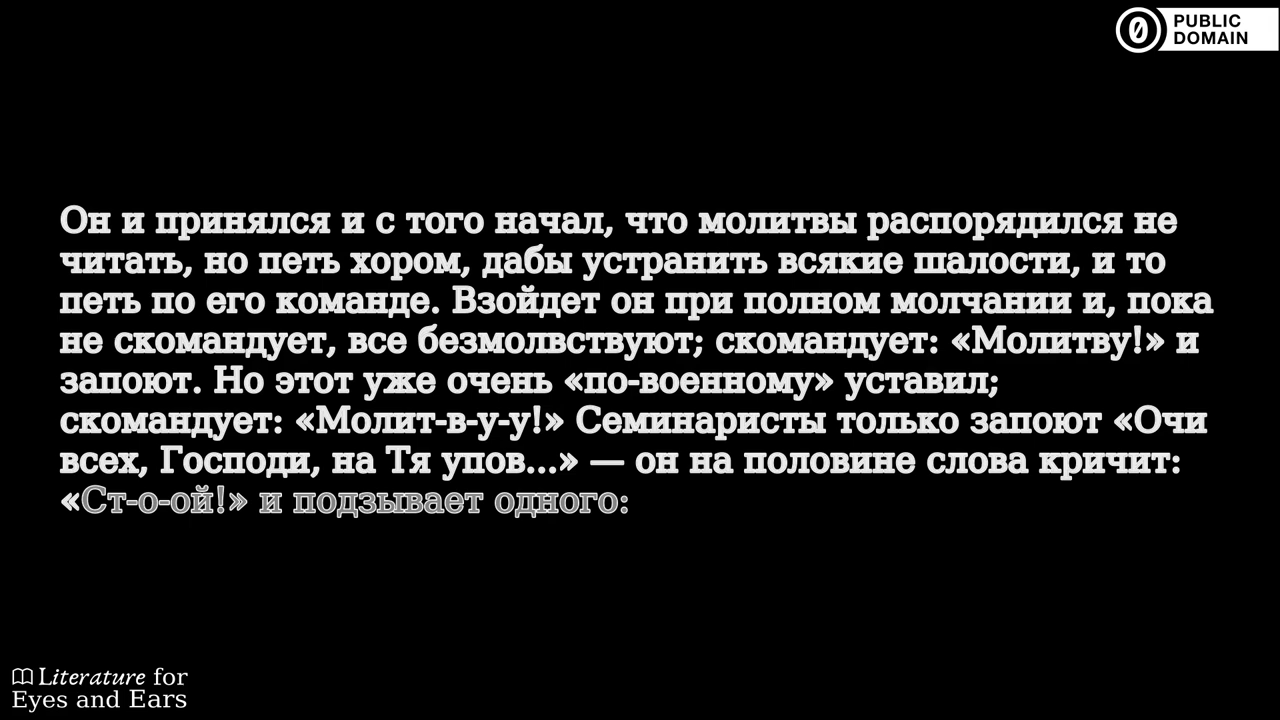 PUBLIC
DOMAIN
Он и принялся и с того начал, что молитвы распорядился не
читать, но петь хором, дабы устранить всякие шалости, и то
петь по его команде. Взойдет он при полном молчании и, пока
не скомандует, все безмолвствуют; скомандует: «Молитву!» и
запоют. Но этот уже очень «по-военному» уставил;
скомандует: «Молит-в-у-у!» Семинаристы только запоют «Очи
всех, Господи, на Тя упов...» — он на половине слова кричит:
«Ст-о-ой!» и подзывает одного:
Literature for
Eyes and Ears